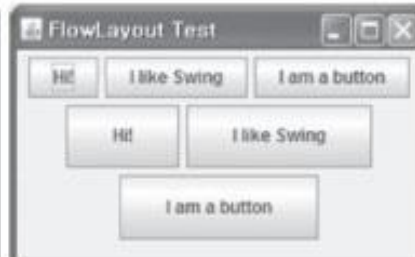 FlowLayout Test
Hi! I like Swing I am a button
Hi! I like Swing
I am a button